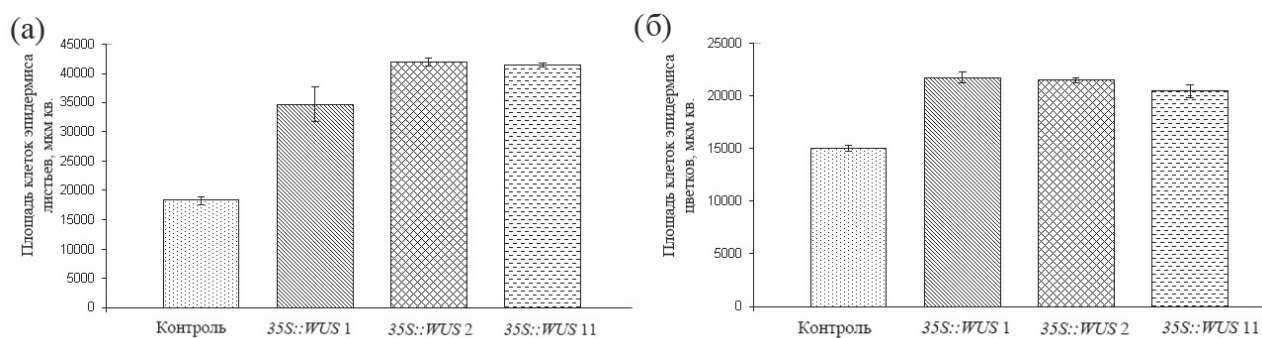 (а)
Площадь клеток эпидермиса
листьев, мкм кв.
45000
40000
35000
30000
25000
20000
15000
10000
5000
0
Контроль 35S::WUS 1 35S::WUS 2 35S::WUS 11
(б)
Площадь клеток эпидермиса
цветков, мкм кв.
25000
20000
15000
10000
5000
0
Контроль 35S::WUS 1 35S::WUS 2 35S::WUS 11